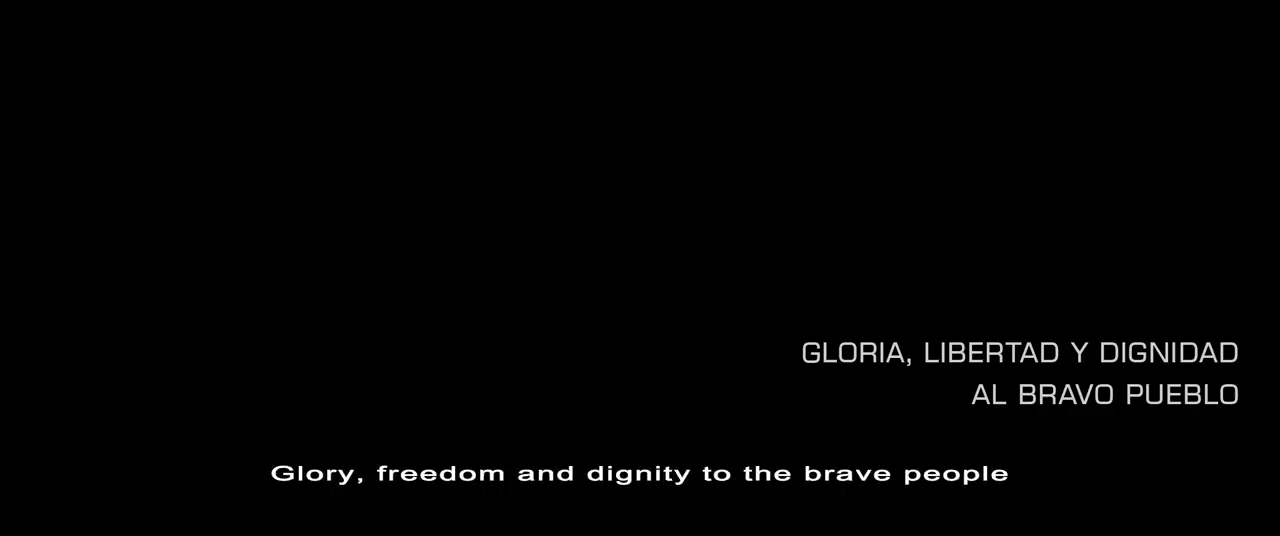 GLORIA, LIBERTAD Y DIGNIDAD
AL BRAVO PUEBLO
Glory, freedom and dignity to the brave people